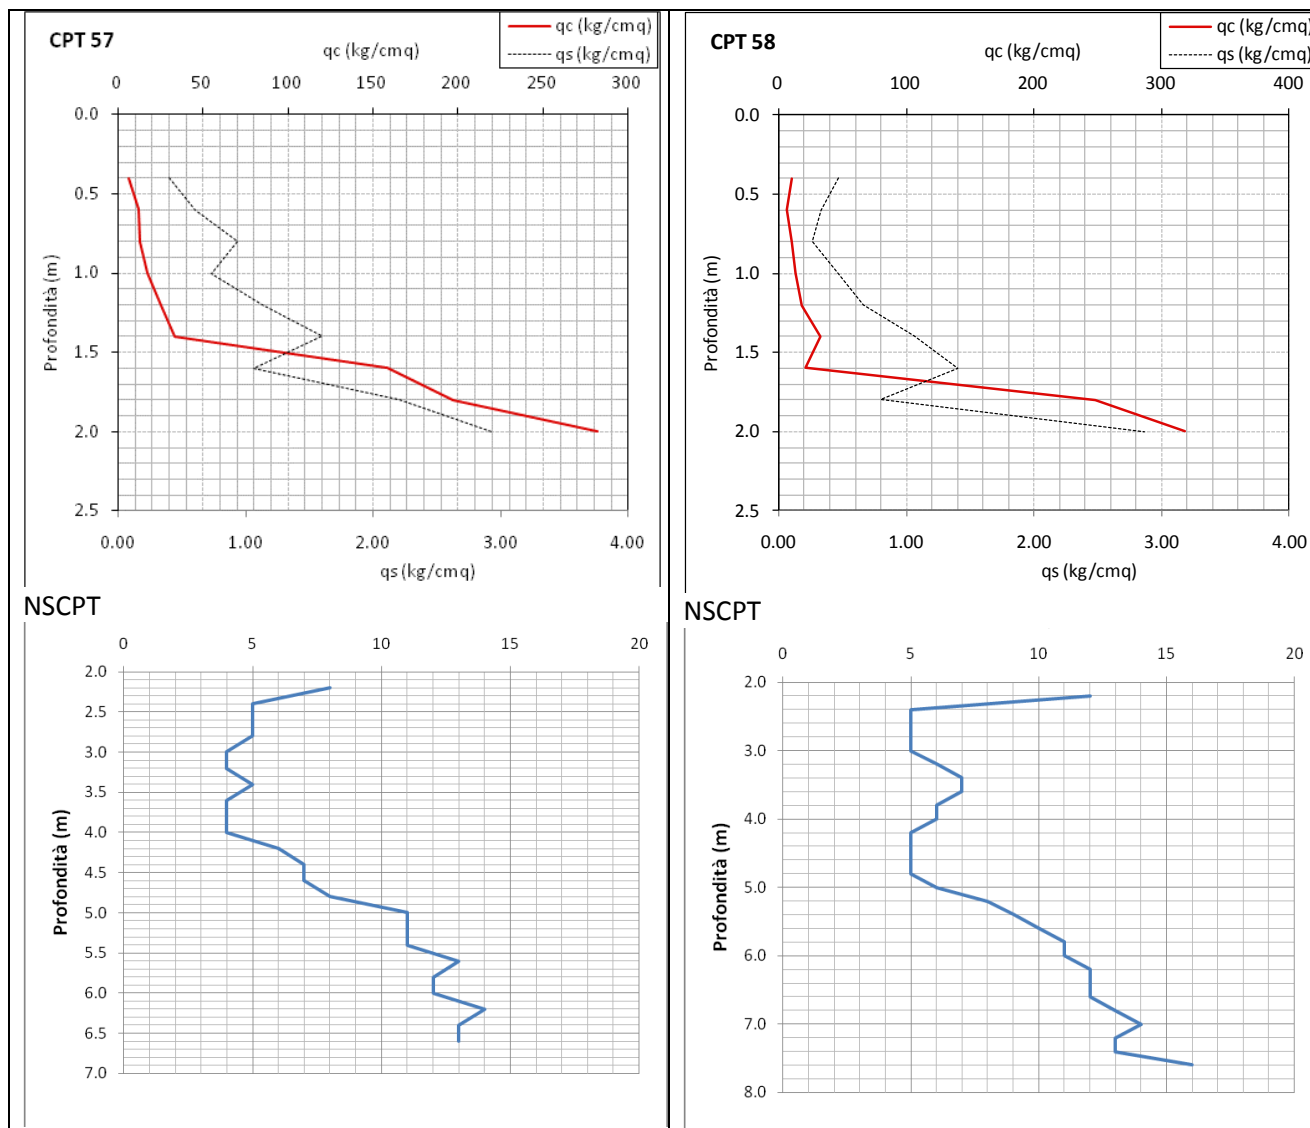 CPT 57
qc (kg/cmq)
qc (kg/cmq)
qs (kg/cmq)
0 50 100 150 200 250 300
0.0
0.5
1.0
1.5
2.0
2.5
Profondità (m)
0.00 1.00 2.00 3.00 4.00
qs (kg/cmq)
CPT 58
qc (kg/cmq)
qc (kg/cmq)
qs (kg/cmq)
0 100 200 300 400
0.0
0.5
1.0
1.5
2.0
2.5
Profondità (m)
0.00 1.00 2.00 3.00 4.00
qs (kg/cmq)
NSCPT
0 5 10 15 20
2.0
2.5
3.0
3.5
4.0
4.5
5.0
5.5
6.0
6.5
7.0
Profondità (m)
NSCPT
0 5 10 15 20
2.0
3.0
4.0
5.0
6.0
7.0
8.0
Profondità (m)